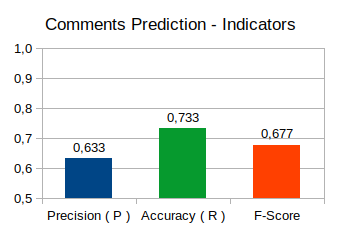 Comments Prediction - Indicators
1,0
0,9
0,8
0,7
0,6
0,5
0,633
0,733
0,677
Precision ( P )
Accuracy ( R )
F-Score